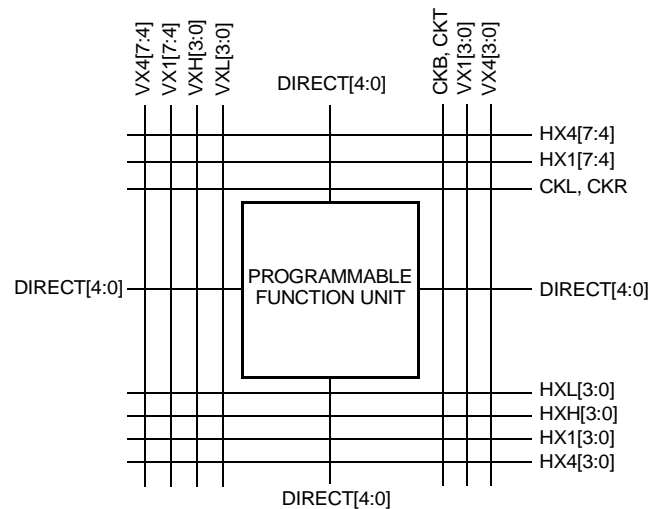 VX4[7:4]
VX1[7:4]
VXH[3:0]
VXL[3:0]
DIRECT[4:0]
CKB, CKT
VX1[3:0]
VX4[3:0]
HX4[7:4]
HX1[7:4]
CKL, CKR
DIRECT[4:0]
PROGRAMMABLE
FUNCTION UNIT
DIRECT[4:0]
HXL[3:0]
HXH[3:0]
HX1[3:0]
HX4[3:0]
DIRECT[4:0]